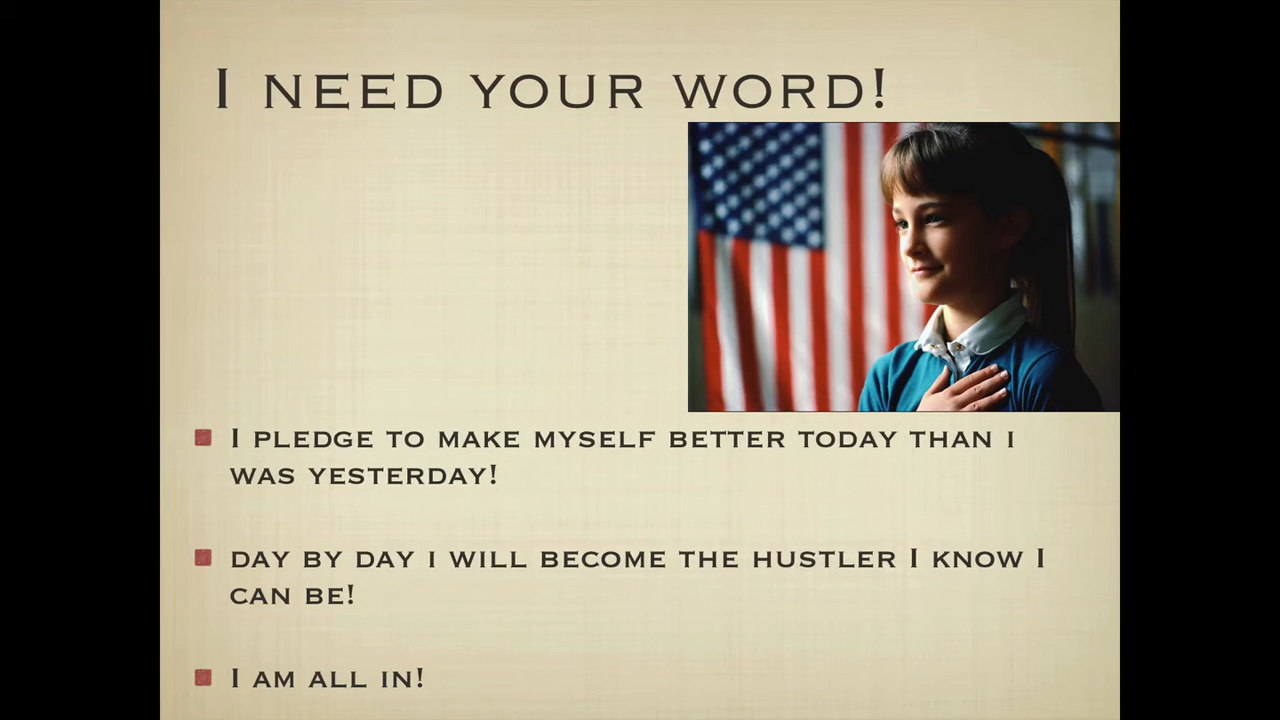 I NEED YOUR WORD!
I PLEDGE TO MAKE MYSELF BETTER TODAY THAN I
WAS YESTERDAY!
DAY BY DAY I WILL BECOME THE HUSTLER I KNOW I
CAN BE!
I AM ALL IN!